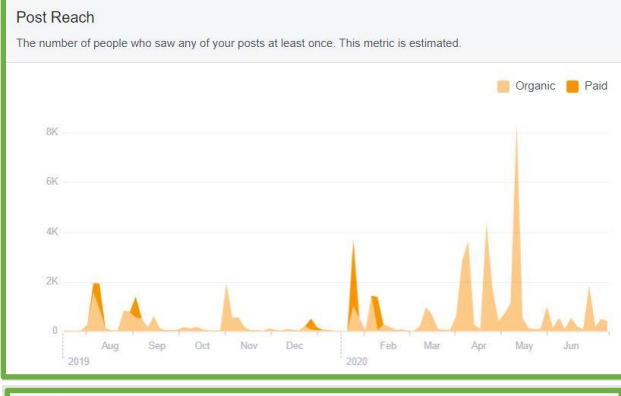 Post Reach
The number of people who saw any of your posts at least once. This metric is estimated.
Organic Paid
8K
6K
4K
2K
0
Aug Sep Oct Nov Dec Feb Mar Apr May Jun
2019 2020